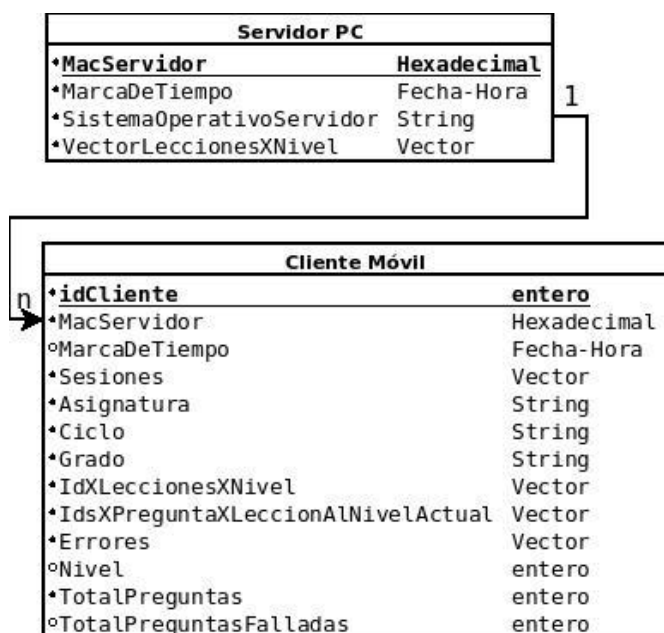 Servidor PC
MacServidor Hexadecimal
MarcaDeTiempo Fecha-Hora
SistemaOperativoServidor String
VectorLeccionesXNivel Vector
1
Cliente Móvil
n
idCliente entero
MacServidor Hexadecimal
MarcaDeTiempo Fecha-Hora
Sesiones Vector
Asignatura String
Ciclo String
Grado String
IdXLeccionesXNivel Vector
IdsXPreguntaXLeccionAlNivelActual Vector
Errores Vector
Nivel entero
TotalPreguntas entero
TotalPreguntasFalladas entero